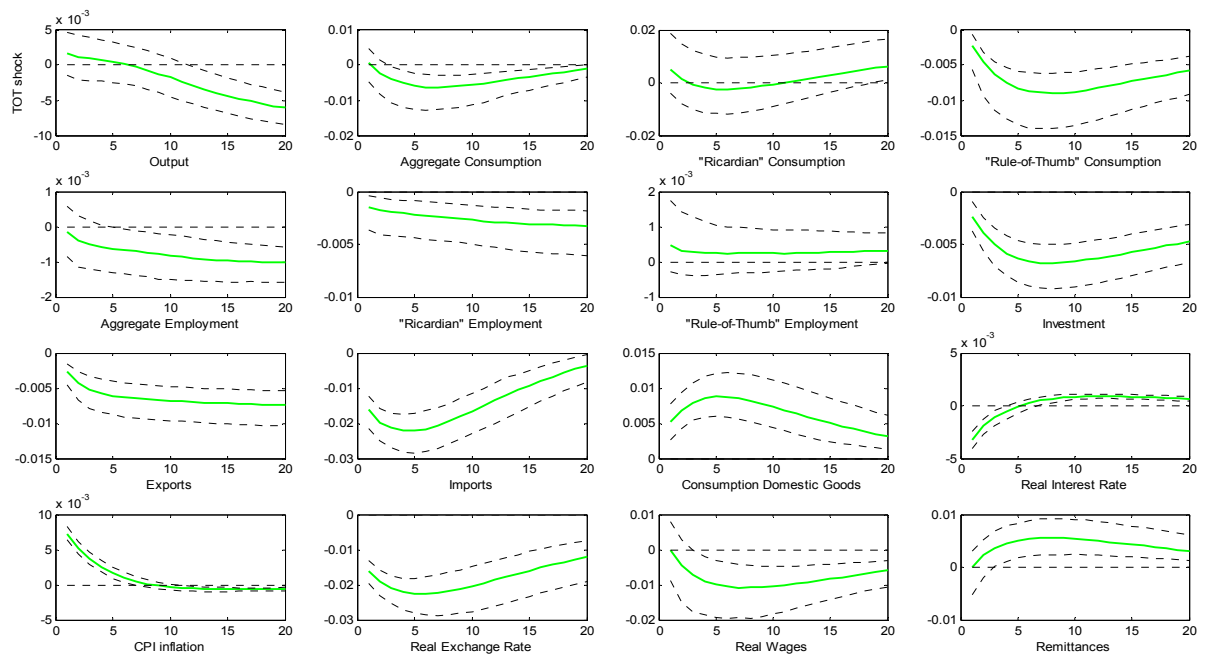 x 10⁻³
5
0
-5
-10
0 5 10 15 20
TOT shock
Output
0.01
0
-0.01
-0.02
0 5 10 15 20
Aggregate Consumption
0.02
0
-0.02
0 5 10 15 20
"Ricardian" Consumption
0
-0.005
-0.01
-0.015
0 5 10 15 20
"Rule-of-Thumb" Consumption
x 10⁻³
1
0
-1
-2
0 5 10 15 20
Aggregate Employment
0
-0.005
-0.01
0 5 10 15 20
"Ricardian" Employment
x 10⁻³
2
1
0
-1
0 5 10 15 20
"Rule-of-Thumb" Employment
0
-0.005
-0.01
0 5 10 15 20
Investment
0
-0.005
-0.01
-0.015
0 5 10 15 20
Exports
0
-0.01
-0.02
-0.03
0 5 10 15 20
Imports
0.015
0.01
0.005
0
0 5 10 15 20
Consumption Domestic Goods
x 10⁻³
5
0
-5
0 5 10 15 20
Real Interest Rate
x 10⁻³
10
5
0
-5
0 5 10 15 20
CPI inflation
0
-0.01
-0.02
-0.03
0 5 10 15 20
Real Exchange Rate
0.01
0
-0.01
-0.02
0 5 10 15 20
Real Wages
0.01
0
-0.01
0 5 10 15 20
Remittances